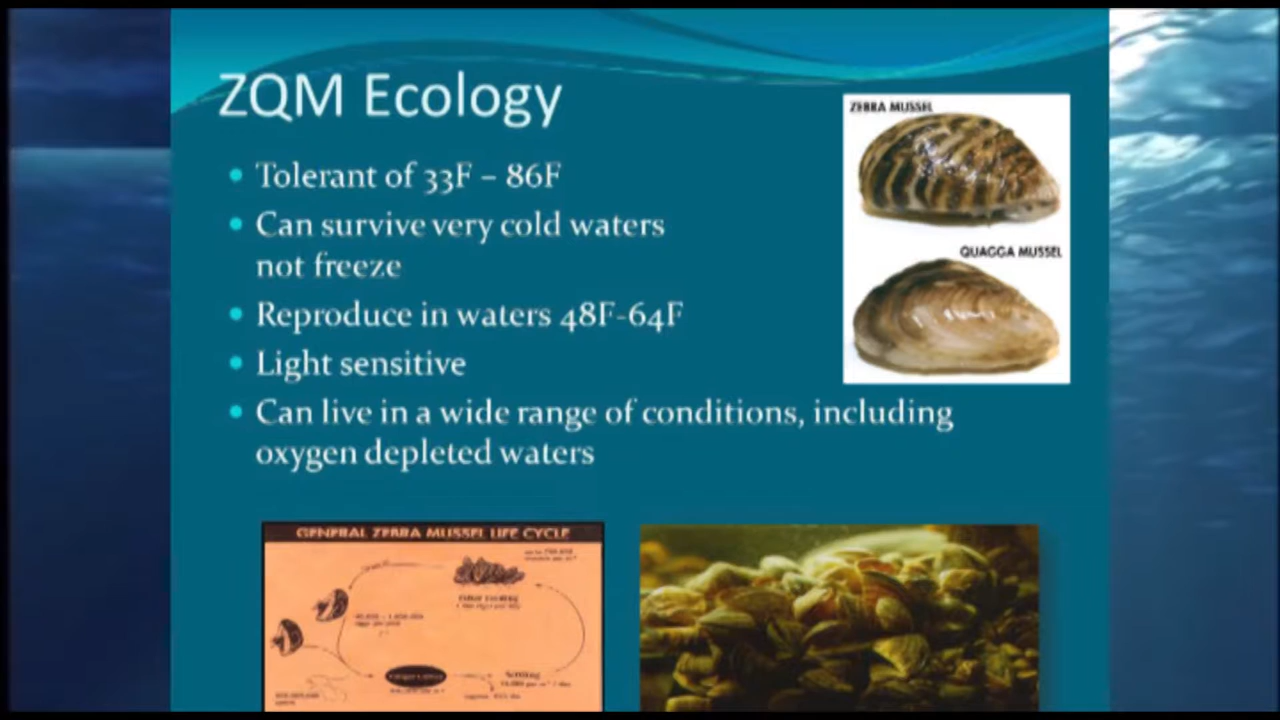 ZQM Ecology
ZEBRA MUSSEL
Tolerant of 33F – 86F
Can survive very cold waters
not freeze
QUAGGA MUSSEL
Reproduce in waters 48F-64F
Light sensitive
Can live in a wide range of conditions, including
oxygen depleted waters
GENERAL ZEBRA MUSSEL LIFE CYCLE
Settling